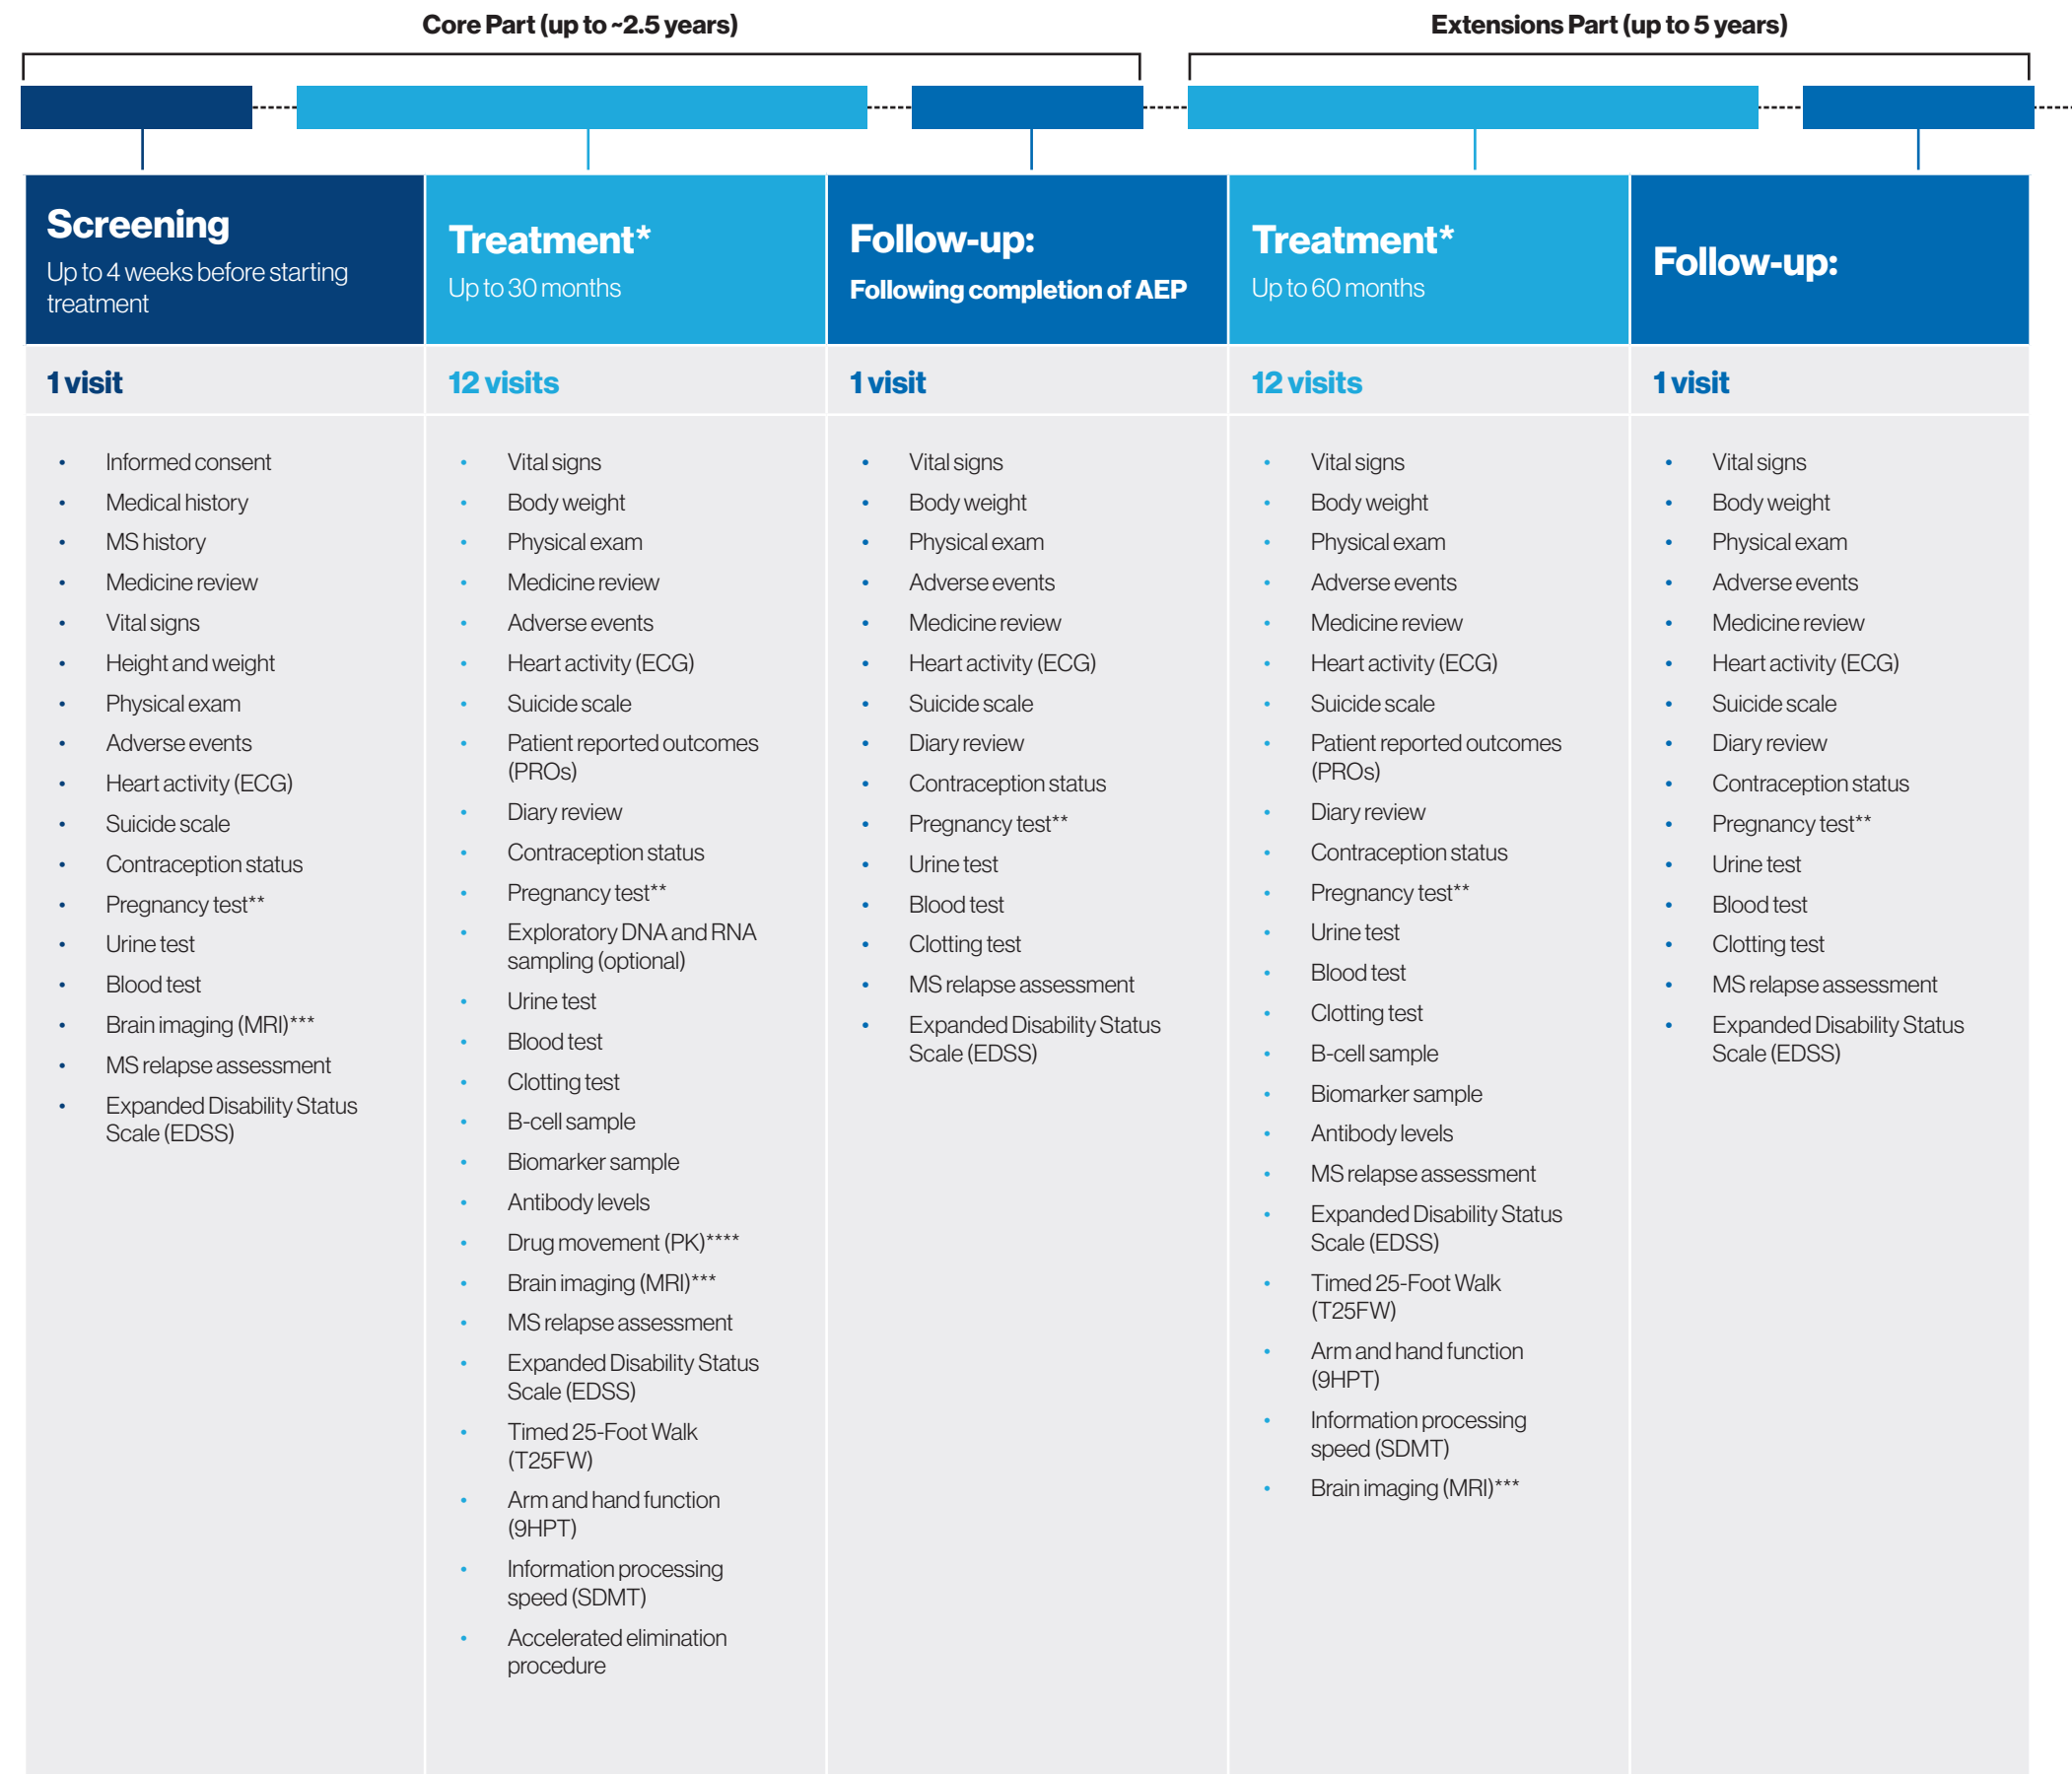 Core Part (up to ~2.5 years)
Extensions Part (up to 5 years)
Screening
Up to 4 weeks before starting
treatment
Treatment*
Up to 30 months
Follow-up:
Following completion of AEP
Treatment*
Up to 60 months
Follow-up:
1 visit
12 visits
1 visit
12 visits
1 visit
• Informed consent
• Medical history
• MS history
• Medicine review
• Vital signs
• Height and weight
• Physical exam
• Adverse events
• Heart activity (ECG)
• Suicide scale
• Contraception status
• Pregnancy test**
• Urine test
• Blood test
• Brain imaging (MRI)***
• MS relapse assessment
• Expanded Disability Status
Scale (EDSS)
• Vital signs
• Body weight
• Physical exam
• Medicine review
• Adverse events
• Heart activity (ECG)
• Suicide scale
• Patient reported outcomes
(PROs)
• Diary review
• Contraception status
• Pregnancy test**
• Exploratory DNA and RNA
sampling (optional)
• Urine test
• Blood test
• Clotting test
• B-cell sample
• Biomarker sample
• Antibody levels
• Drug movement (PK)****
• Brain imaging (MRI)***
• MS relapse assessment
• Expanded Disability Status
Scale (EDSS)
• Timed 25-Foot Walk
(T25FW)
• Arm and hand function
(9HPT)
• Information processing
speed (SDMT)
• Accelerated elimination
procedure
• Vital signs
• Body weight
• Physical exam
• Adverse events
• Medicine review
• Heart activity (ECG)
• Suicide scale
• Diary review
• Contraception status
• Pregnancy test**
• Urine test
• Blood test
• Clotting test
• MS relapse assessment
• Expanded Disability Status
Scale (EDSS)
• Vital signs
• Body weight
• Physical exam
• Adverse events
• Medicine review
• Heart activity (ECG)
• Suicide scale
• Patient reported outcomes
(PROs)
• Diary review
• Contraception status
• Pregnancy test**
• Urine test
• Blood test
• Clotting test
• B-cell sample
• Biomarker sample
• Antibody levels
• MS relapse assessment
• Expanded Disability Status
Scale (EDSS)
• Timed 25-Foot Walk
(T25FW)
• Arm and hand function
(9HPT)
• Information processing
speed (SDMT)
• Brain imaging (MRI)***
• Vital signs
• Body weight
• Physical exam
• Adverse events
• Medicine review
• Heart activity (ECG)
• Suicide scale
• Diary review
• Contraception status
• Pregnancy test**
• Urine test
• Blood test
• Clotting test
• MS relapse assessment
• Expanded Disability Status
Scale (EDSS)